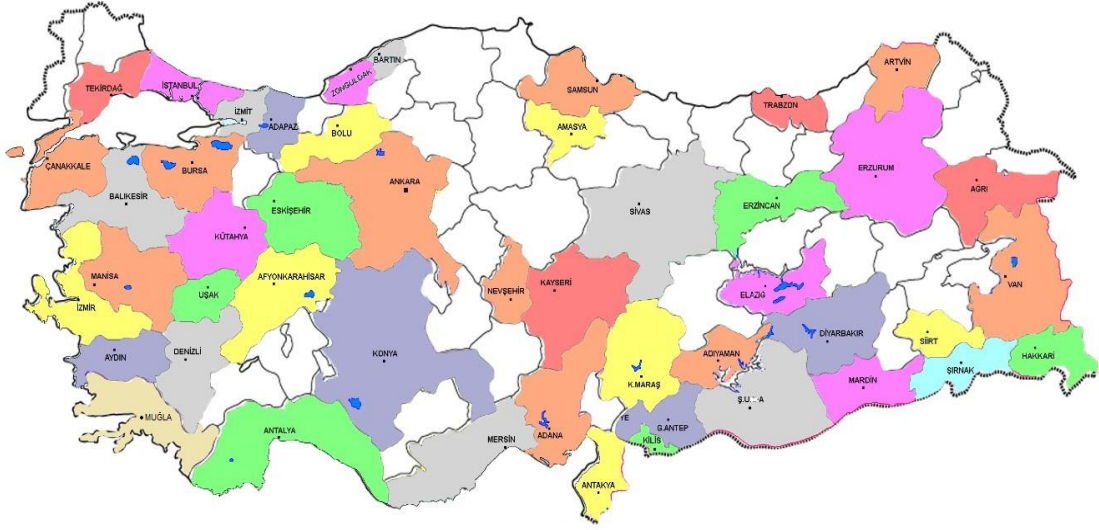 BARTIN
ZONGULDAK
ARTVİN
TEKİRDAĞ
İSTANBUL
SAMSUN
TRABZON
İZMİT
ADAPAZ
BOLU
AMASYA
ÇANAKKALE
BURSA
ANKARA
ERZURUM
AĞRI
BALIKESİR
ESKİŞEHİR
SİVAS
ERZİNCAN
KÜTAHYA
MANİSA
UŞAK
AFYONKARAHİSAR
NEVŞEHİR
KAYSERİ
ELAZIĞ
VAN
İZMİR
DİYARBAKIR
SİİRT
AYDIN
DENİZLİ
KONYA
ADIYAMAN
HAKKARİ
ŞIRNAK
K.MARAŞ
MARDİN
MUĞLA
YE
G.ANTEP
ANTALYA
MERSİN
ADANA
KİLİS
ANTAKYA